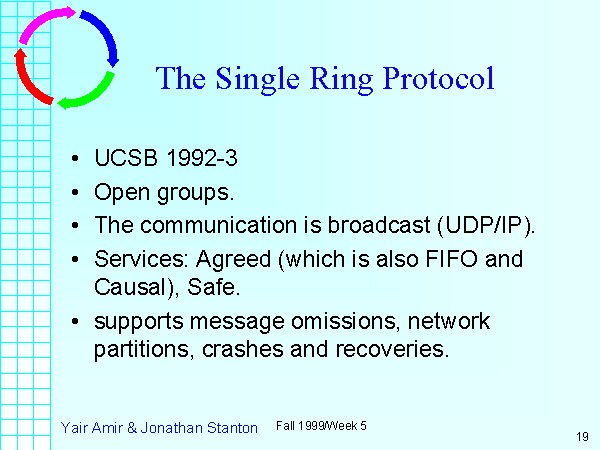 The Single Ring Protocol
• UCSB 1992-3
• Open groups.
• The communication is broadcast (UDP/IP).
• Services: Agreed (which is also FIFO and
Causal), Safe.
• supports message omissions, network
partitions, crashes and recoveries.
Yair Amir & Jonathan Stanton
Fall 1999/Week 5
19